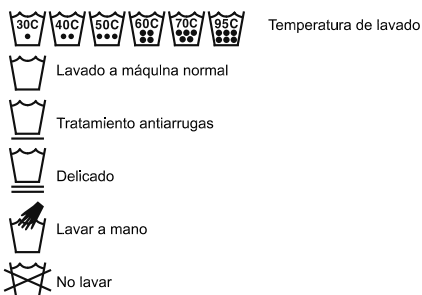 30C 40C 50C 60C 70C 95C Temperatura de lavado
Lavado a máqulna normal
Tratamiento antiarrugas
Delicado
Lavar a mano
No lavar